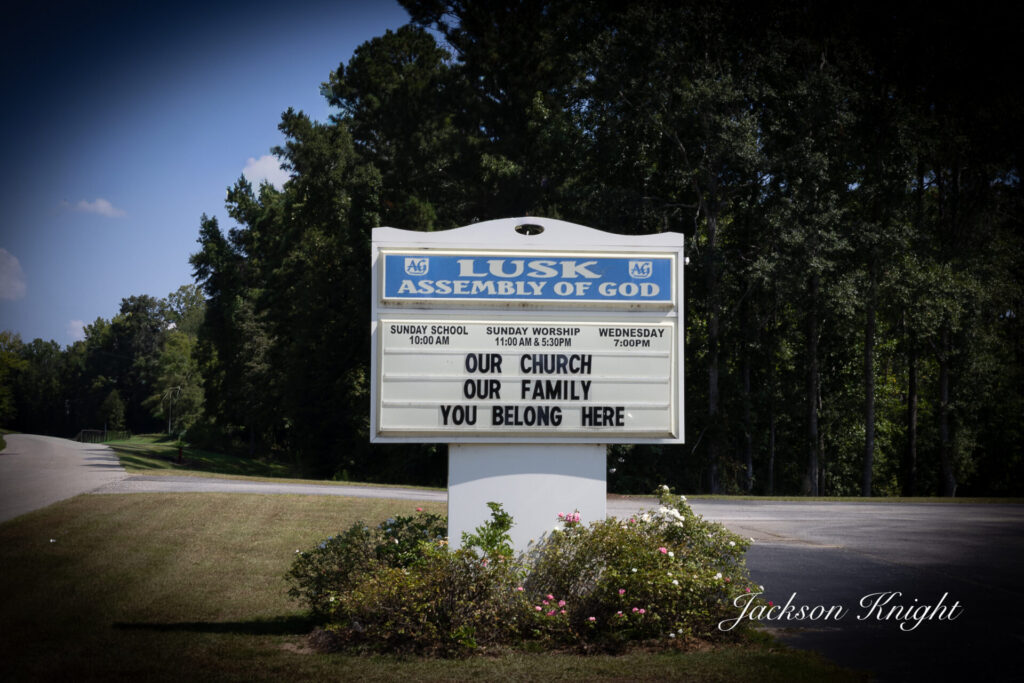 AG LUSK AG
ASSEMBLY OF GOD
SUNDAY SCHOOL SUNDAY WORSHIP WEDNESDAY
10:00 AM 11:00 AM & 5:30PM 7:00PM
OUR CHURCH
OUR FAMILY
YOU BELONG HERE
Jackson Knight